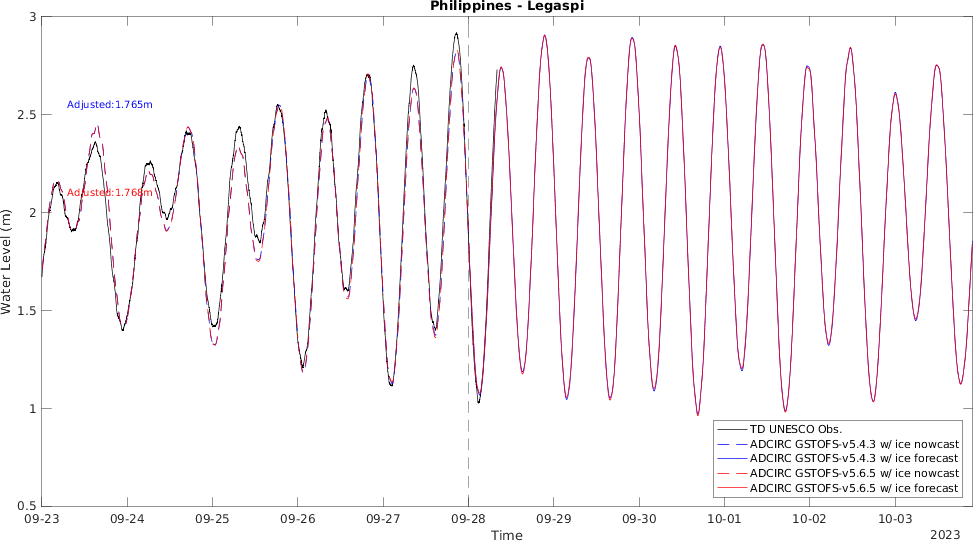 Philippines - Legaspi
3
2.5
2
1.5
1
0.5
Water Level (m)
Adjusted:1.765m
Adjusted:1.768m
TD UNESCO Obs.
ADCIRC GSTOFS-v5.4.3 w/ ice nowcast
ADCIRC GSTOFS-v5.4.3 w/ ice forecast
ADCIRC GSTOFS-v5.6.5 w/ ice nowcast
ADCIRC GSTOFS-v5.6.5 w/ ice forecast
09-23 09-24 09-25 09-26 09-27 09-28 09-29 09-30 10-01 10-02 10-03
Time
2023